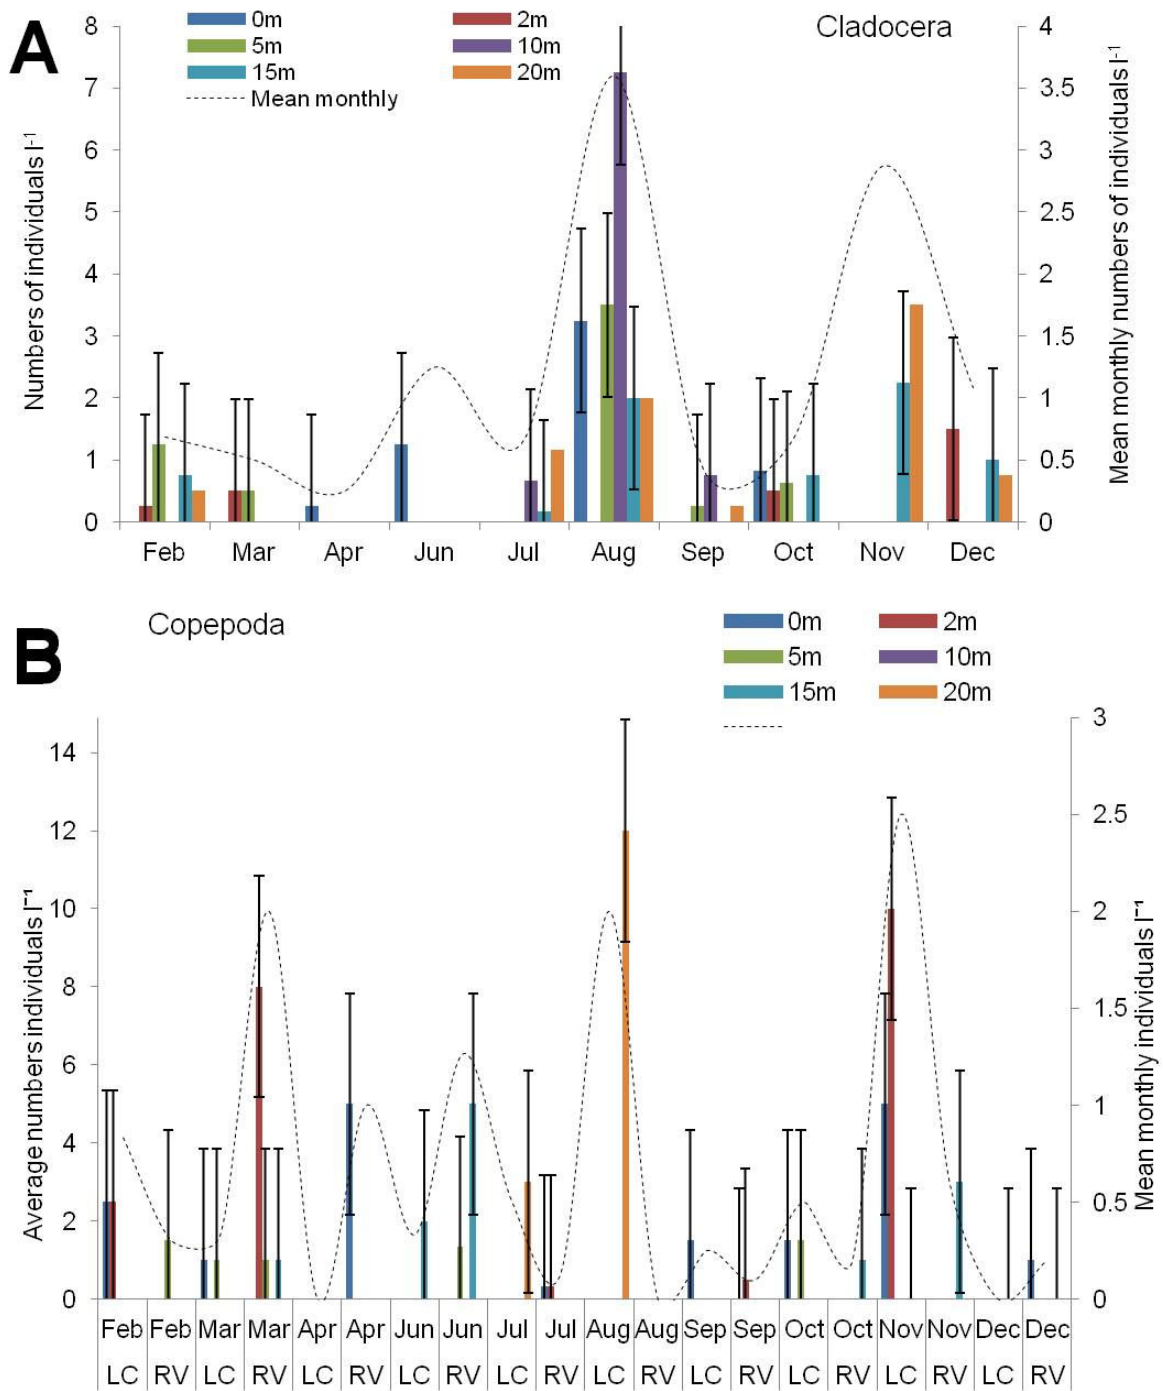 A
Cladocera
0m 2m
5m 10m
15m 20m
Mean monthly
Numbers of individuals l-1
8
7
6
5
4
3
2
1
0
4
3.5
3
2.5
2
1.5
1
0.5
0
Mean monthly numbers of individuals l-1
Feb Mar Apr Jun Jul Aug Sep Oct Nov Dec
B
Copepoda
0m 2m
5m 10m
15m 20m
Average numbers individuals l⁻¹
14
12
10
8
6
4
2
0
3
2.5
2
1.5
1
0.5
0
Mean monthly individuals l⁻¹
Feb Feb Mar Mar Apr Apr Jun Jun Jul Jul Aug Aug Sep Sep Oct Oct Nov Nov Dec Dec
LC RV LC RV LC RV LC RV LC RV LC RV LC RV LC RV LC RV LC RV